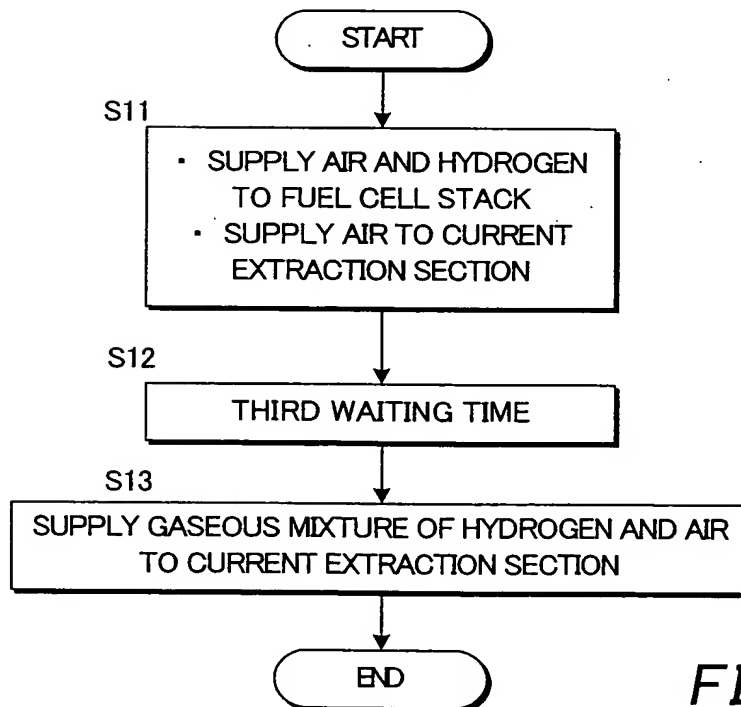 START
S11
・ SUPPLY AIR AND HYDROGEN
TO FUEL CELL STACK
・ SUPPLY AIR TO CURRENT
EXTRACTION SECTION
S12
THIRD WAITING TIME
S13
SUPPLY GASEOUS MIXTURE OF HYDROGEN AND AIR
TO CURRENT EXTRACTION SECTION
END